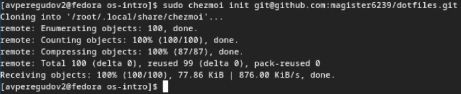 [avperegudov2@fedora os-intro]$ sudo chezmoi init git@github.com:magister6239/dotfiles.git
Cloning into '/root/.local/share/chezmoi'...
remote: Enumerating objects: 100, done.
remote: Counting objects: 100% (100/100), done.
remote: Compressing objects: 100% (87/87), done.
remote: Total 100 (delta 0), reused 99 (delta 0), pack-reused 0
Receiving objects: 100% (100/100), 77.86 KiB | 876.00 KiB/s, done.
[avperegudov2@fedora os-intro]$